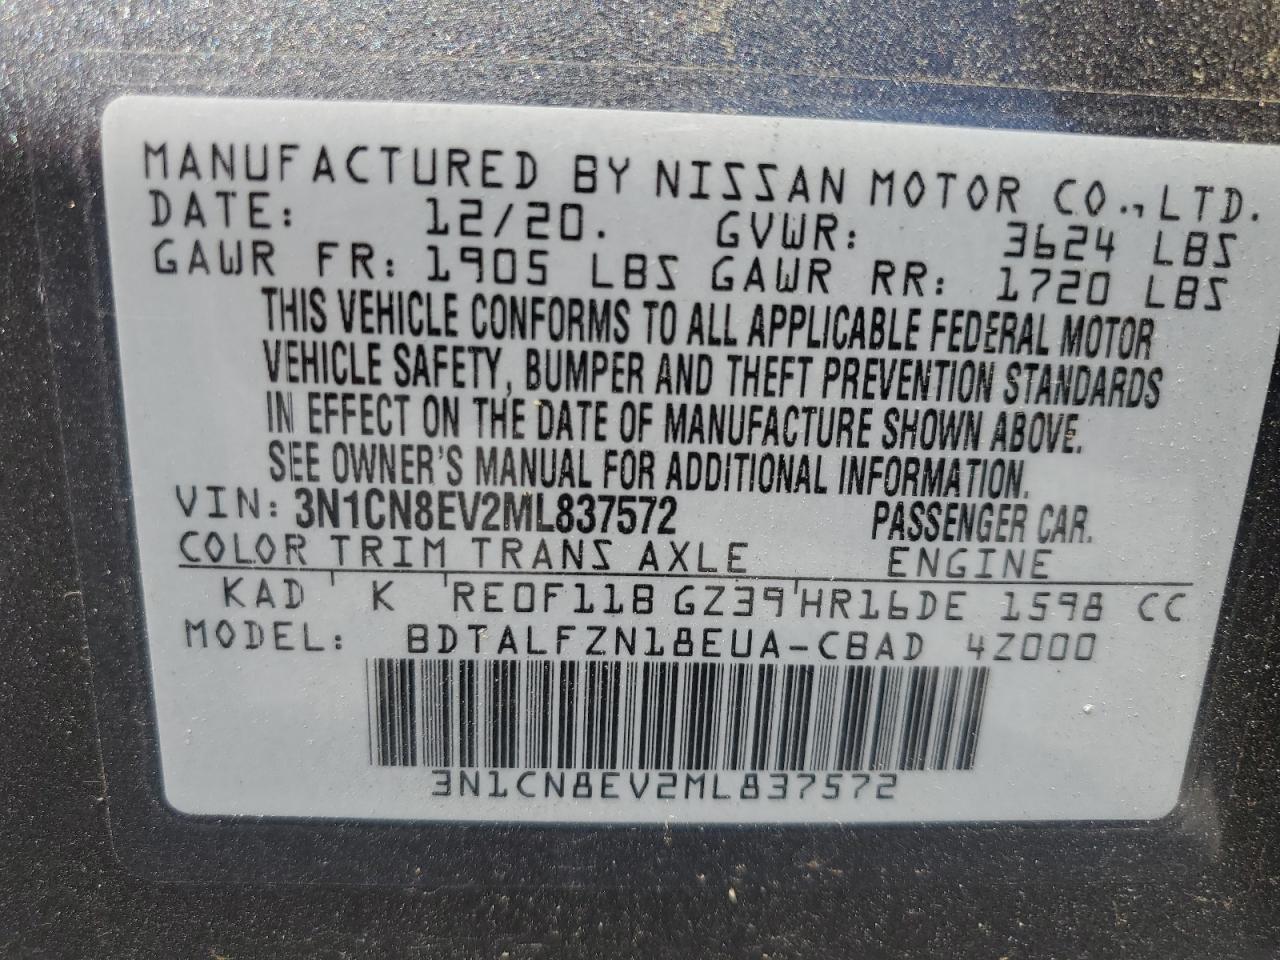 MANUFACTURED BY NISSAN MOTOR CO., LTD.
DATE: 12/20. GVWR: 3624 LBS
GAWR FR: 1905 LBS GAWR RR: 1720 LBS
THIS VEHICLE CONFORMS TO ALL APPLICABLE FEDERAL MOTOR
VEHICLE SAFETY, BUMPER AND THEFT PREVENTION STANDARDS
IN EFFECT ON THE DATE OF MANUFACTURE SHOWN ABOVE.
SEE OWNER'S MANUAL FOR ADDITIONAL INFORMATION.
VIN: 3N1CN8EV2ML837572 PASSENGER CAR.
COLOR TRIM TRANS AXLE ENGINE
KAD K RE0F11B GZ39 HR16DE 1598 CC
MODEL: BDTALFZN18EUA-CBAD 4Z000
3N1CN8EV2ML837572